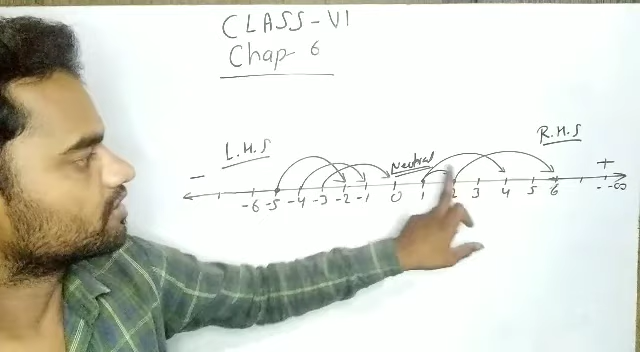 CLASS-VI
Chap 6
L.H.S
R.H.S
Neutral
- +
-6 -5 -4 -3 -2 -1 0 1 2 3 4 5 6 --∞